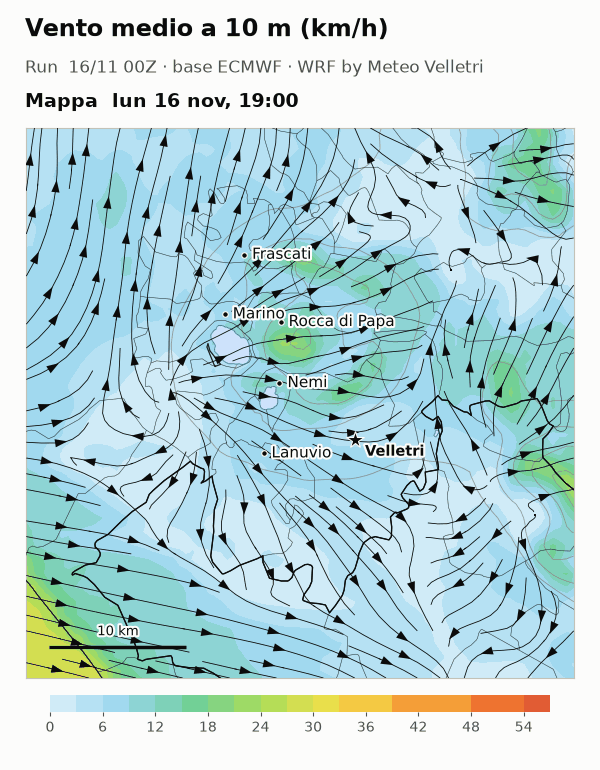 Vento medio a 10 m (km/h)
Run  16/11 00Z · base ECMWF · WRF by Meteo Velletri
Mappa  lun 16 nov, 19:00
Frascati
Marino
Rocca di Papa
Nemi
Velletri
Lanuvio
10 km
0 6 12 18 24 30 36 42 48 54